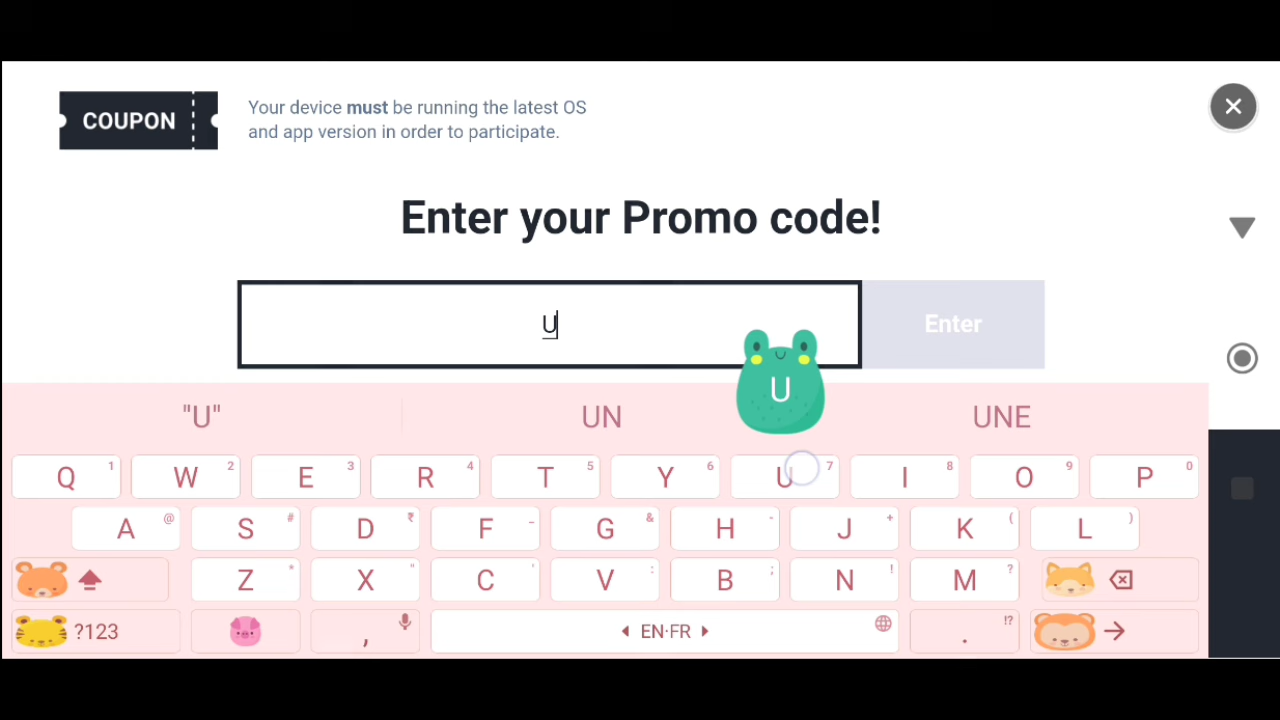 COUPON
Your device must be running the latest OS
and app version in order to participate.
Enter your Promo code!
U
Enter
U
"U" UN UNE
Q 1 W 2 E 3 R 4 T 5 Y 6 U 7 I 8 O 9 P 0
A @ S # D ₹ F _ G & H - J + K ( L )
Z * X " C ' V : B ; N ! M ?
?123 , EN·FR . !?